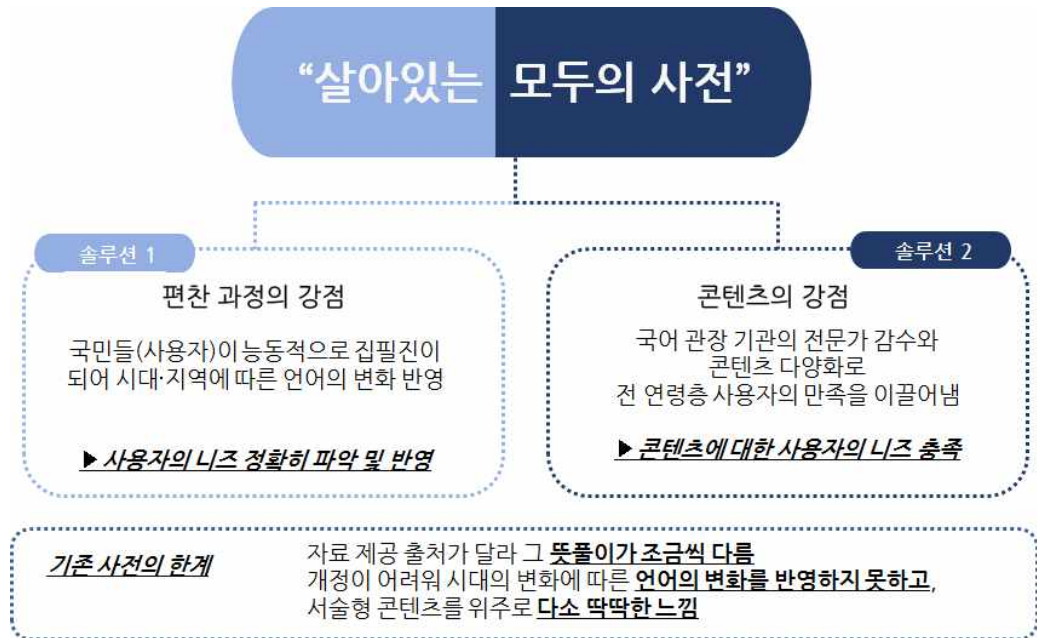 “살아있는 모두의 사전”
솔루션 1
편찬 과정의 강점
국민들(사용자)이 능동적으로 집필진이
되어 시대·지역에 따른 언어의 변화 반영
▶ 사용자의 니즈 정확히 파악 및 반영
솔루션 2
콘텐츠의 강점
국어 관장 기관의 전문가 감수와
콘텐츠 다양화로
전 연령층 사용자의 만족을 이끌어냄
▶ 콘텐츠에 대한 사용자의 니즈 충족
기존 사전의 한계
자료 제공 출처가 달라 그 뜻풀이가 조금씩 다름
개정이 어려워 시대의 변화에 따른 언어의 변화를 반영하지 못하고,
서술형 콘텐츠를 위주로 다소 딱딱한 느낌